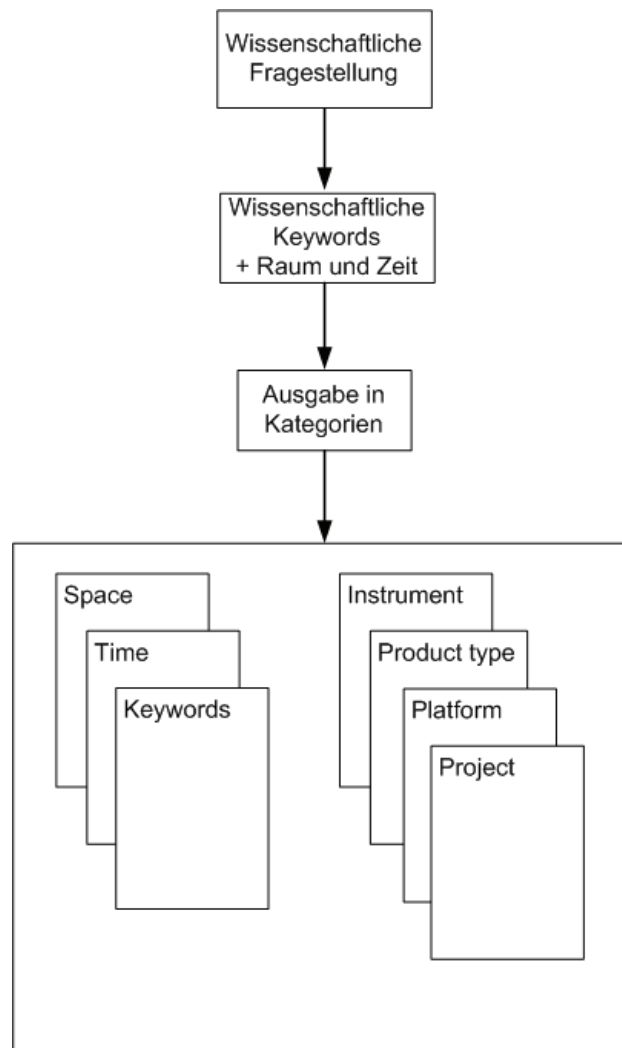 Wissenschaftliche
Fragestellung
Wissenschaftliche
Keywords
+ Raum und Zeit
Ausgabe in
Kategorien
Space
Time
Keywords
Instrument
Product type
Platform
Project